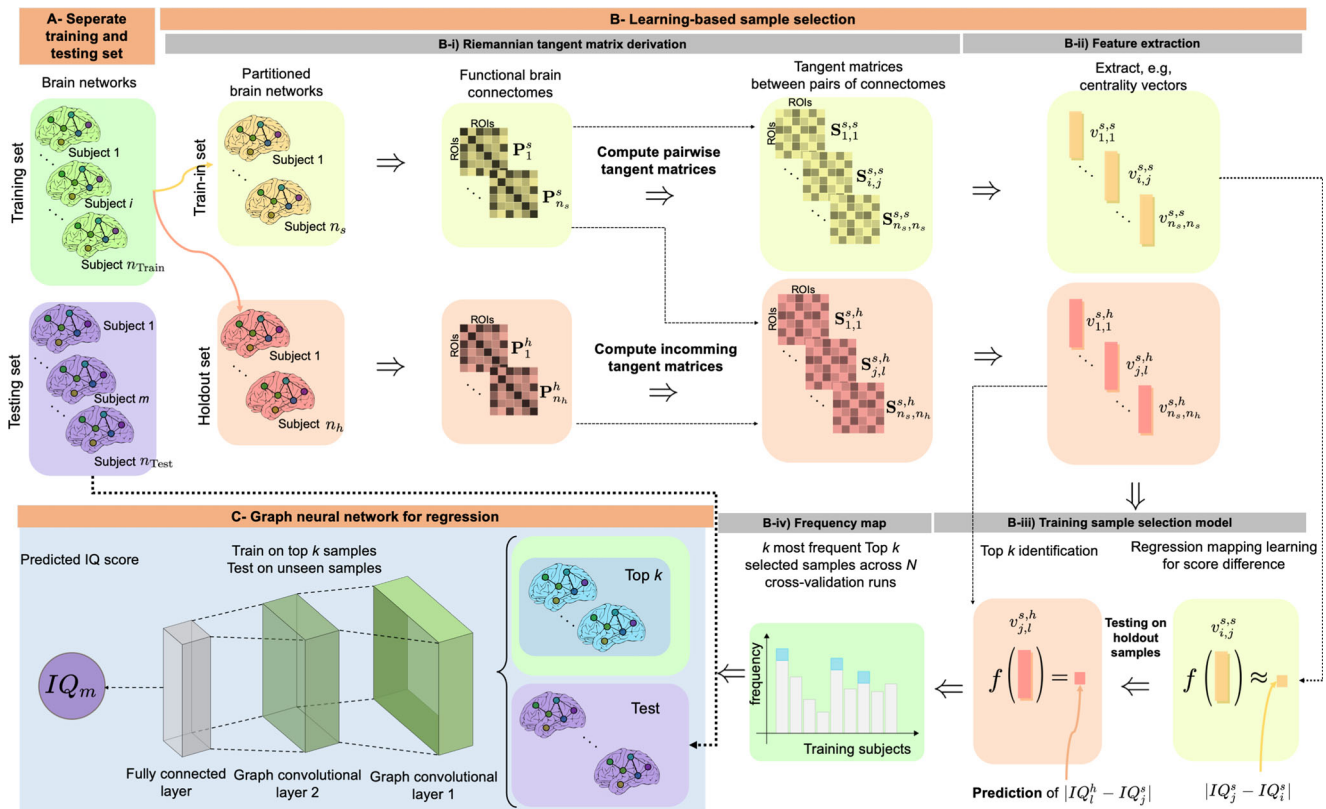 A- Seperate
training and
testing set
B- Learning-based sample selection
B-i) Riemannian tangent matrix derivation
B-ii) Feature extraction
Brain networks
Partitioned
brain networks
Functional brain
connectomes
Tangent matrices
between pairs of connectomes
Extract, e.g,
centrality vectors
Training set
Subject 1
Subject i
Subject n_Train
Train-in set
Subject 1
Subject n_s
ROIs
ROIs
P_1^s
P_{n_s}^s
Compute pairwise
tangent matrices
ROIs
ROIs
S_{1,1}^{s,s}
S_{i,j}^{s,s}
S_{n_s,n_s}^{s,s}
v_{1,1}^{s,s}
v_{i,j}^{s,s}
v_{n_s,n_s}^{s,s}
Testing set
Subject 1
Subject m
Subject n_Test
Holdout set
Subject 1
Subject n_h
ROIs
ROIs
P_1^h
P_{n_h}^h
Compute incomming
tangent matrices
ROIs
ROIs
S_{1,1}^{s,h}
S_{j,l}^{s,h}
S_{n_s,n_h}^{s,h}
v_{1,1}^{s,h}
v_{j,l}^{s,h}
v_{n_s,n_h}^{s,h}
C- Graph neural network for regression
B-iv) Frequency map
B-iii) Training sample selection model
Predicted IQ score
Train on top k samples
Test on unseen samples
Top k
Test
IQ_m
Fully connected
layer
Graph convolutional
layer 2
Graph convolutional
layer 1
k most frequent Top k
selected samples across N
cross-validation runs
frequency
Training subjects
Top k identification
Regression mapping learning
for score difference
v_{j,l}^{s,h}
f( ) =
Testing on
holdout
samples
v_{i,j}^{s,s}
f( ) ≈
Prediction of |IQ_l^h − IQ_j^s|
|IQ_j^s − IQ_i^s|